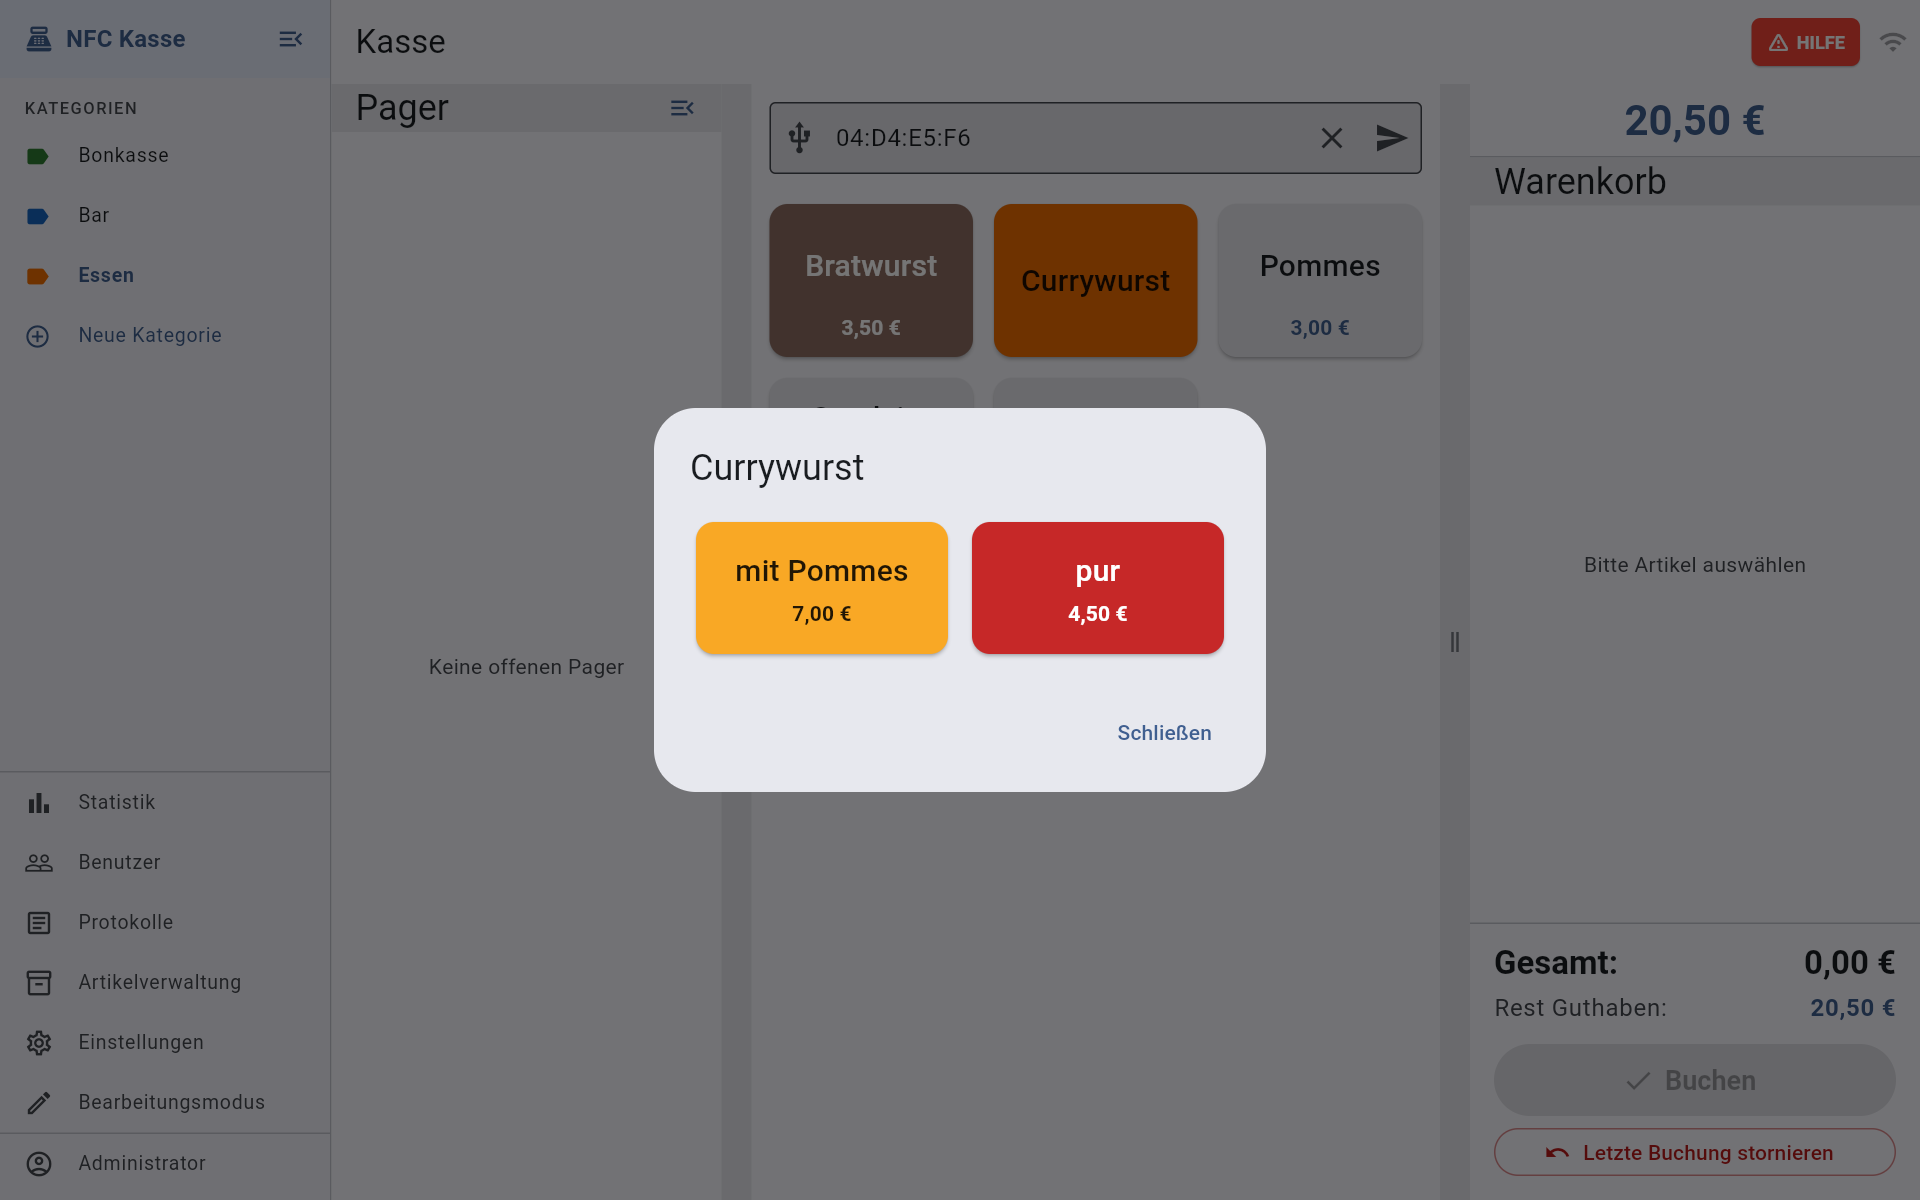 NFC Kasse
KATEGORIEN
Bonkasse
Bar
Essen
Neue Kategorie
Statistik
Benutzer
Protokolle
Artikelverwaltung
Einstellungen
Bearbeitungsmodus
Administrator
Kasse
HILFE
Pager
Keine offenen Pager
04:D4:E5:F6
Bratwurst
3,50 €
Currywurst
Pommes
3,00 €
Currywurst
mit Pommes
7,00 €
pur
4,50 €
Schließen
20,50 €
Warenkorb
Bitte Artikel auswählen
Gesamt: 0,00 €
Rest Guthaben: 20,50 €
Buchen
Letzte Buchung stornieren